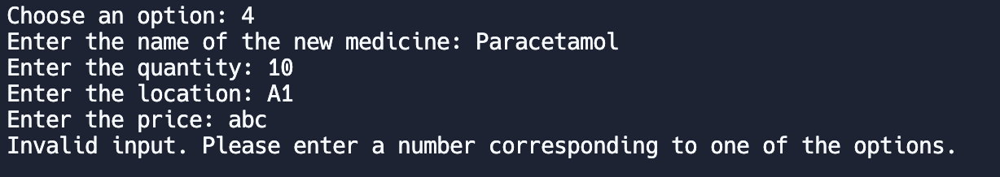 Choose an option: 4
Enter the name of the new medicine: Paracetamol
Enter the quantity: 10
Enter the location: A1
Enter the price: abc
Invalid input. Please enter a number corresponding to one of the options.